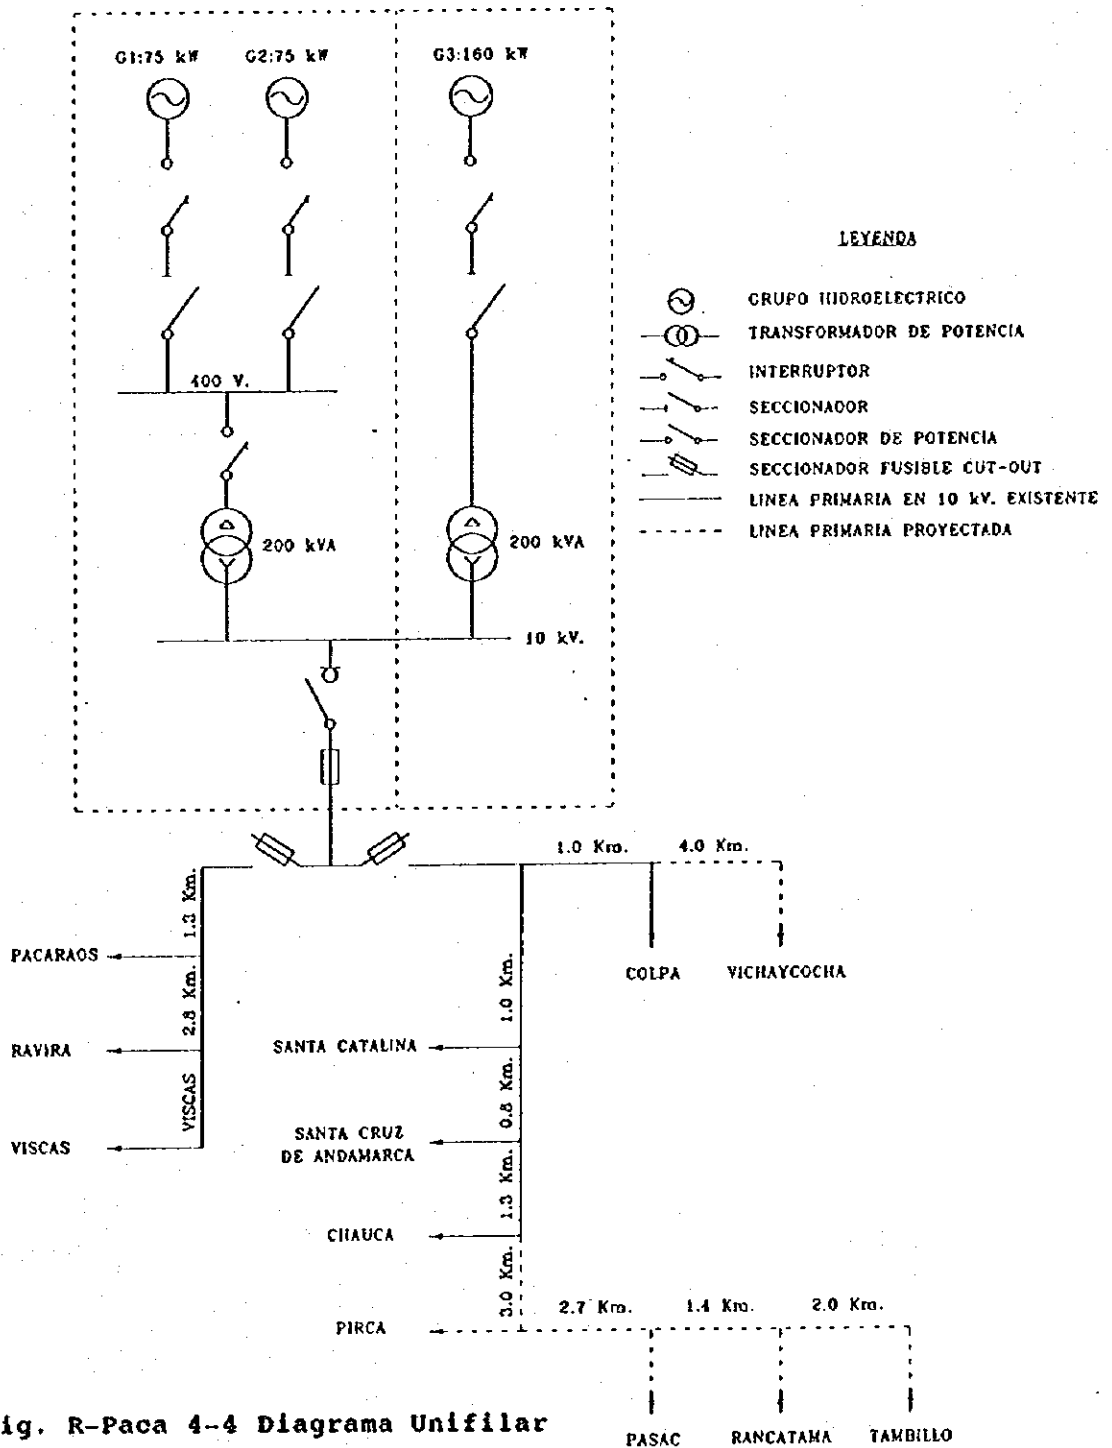 G1:75 kW
G2:75 kW
G3:160 kW
400 V.
200 kVA
200 kVA
10 kV.
LEYENDA
GRUPO HIDROELECTRICO
TRANSFORMADOR DE POTENCIA
INTERRUPTOR
SECCIONADOR
SECCIONADOR DE POTENCIA
SECCIONADOR FUSIBLE CUT-OUT
LINEA PRIMARIA EN 10 kV. EXISTENTE
LINEA PRIMARIA PROYECTADA
1.0 Km.
4.0 Km.
1.3 Km.
PACARAOS
2.8 Km.
RAVIRA
VISCAS
VISCAS
COLPA
VICHAYCOCHA
1.0 Km.
SANTA CATALINA
0.8 Km.
SANTA CRUZ
DE ANDAMARCA
1.3 Km.
CHAUCA
3.0 Km.
PIRCA
2.7 Km.
1.4 Km.
2.0 Km.
PASAC
RANCATAMA
TAMBILLO
ig. R-Paca 4-4 Diagrama Unifilar